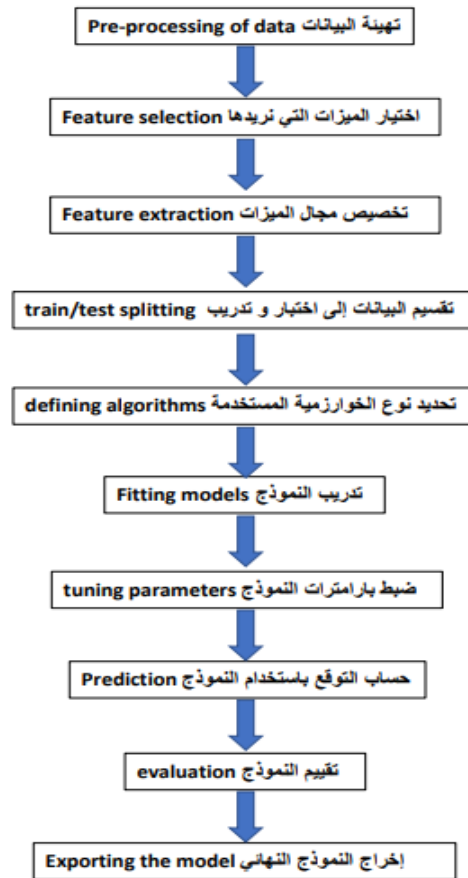 Pre-processing of data تهيئة البيانات
Feature selection اختيار الميزات التي نريدها
Feature extraction تخصيص مجال الميزات
train/test splitting تقسيم البيانات إلى اختبار و تدريب
defining algorithms تحديد نوع الخوارزمية المستخدمة
Fitting models تدريب النموذج
tuning parameters ضبط بارامترات النموذج
Prediction حساب التوقع باستخدام النموذج
evaluation تقييم النموذج
Exporting the model إخراج النموذج النهائي